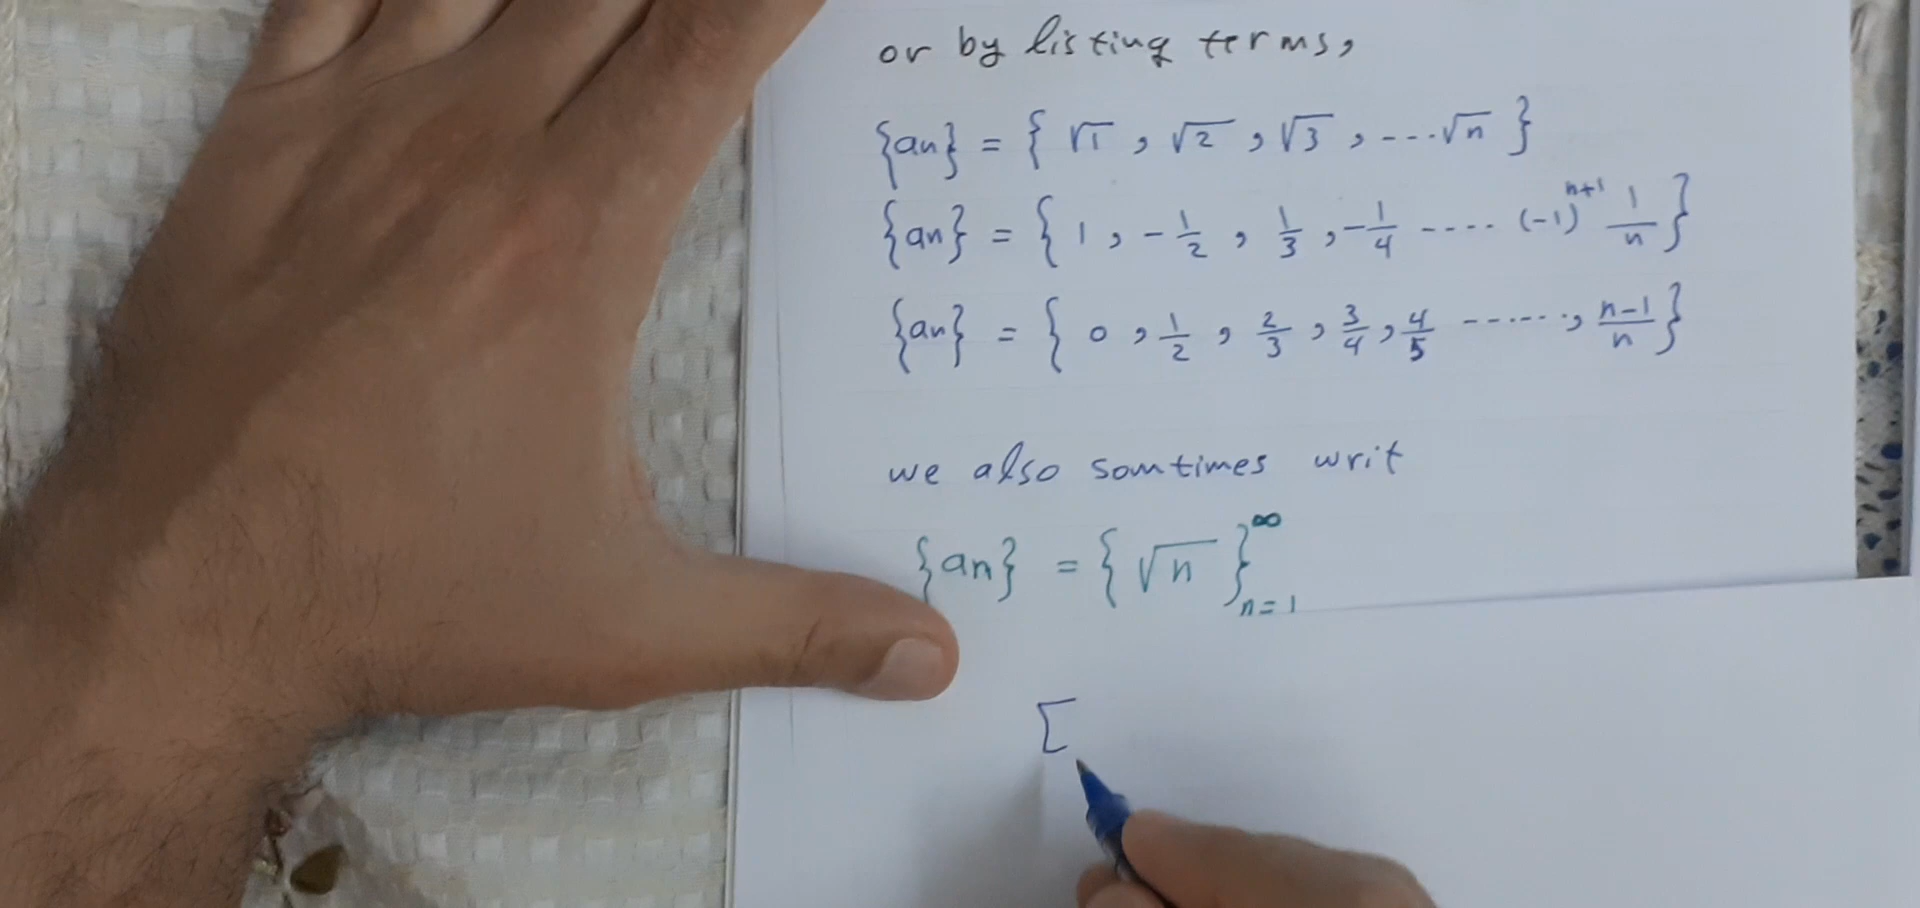 or by listing terms,
{an} = { √1 , √2 , √3 , ---- √n }
{an} = { 1 , -1/2 , 1/3 , -1/4 ---- (-1)^n+1 1/n }
{an} = { 0 , 1/2 , 2/3 , 3/4 , 4/5 ------ , n-1/n }
we also somtimes writ
{an} = { √n }^∞_n=1
[